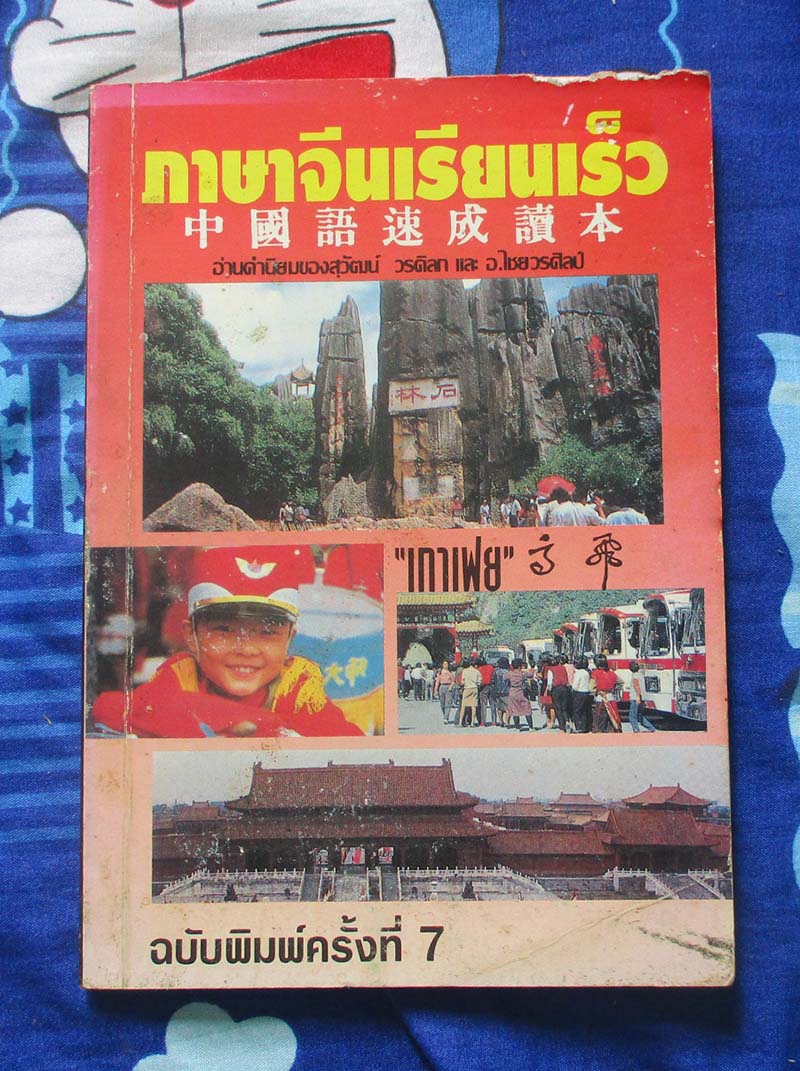 ภาษาจีนเรียนเร็ว
中國語速成讀本
อ่านคำนิยมของสุวัฒน์ วรดิลก และ อ.ไชยวรศิลป์
石林
"เกาเฟย" 高飛
大
ฉบับพิมพ์ครั้งที่ 7